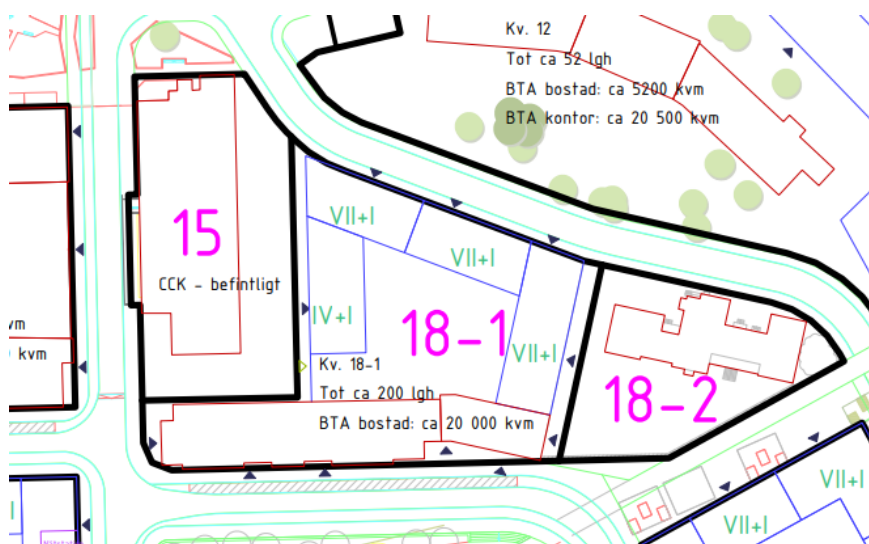 Kv. 12
Tot ca 52 lgh
BTA bostad: ca 5200 kvm
BTA kontor: ca 20 500 kvm
15
CCK - befintligt
VII+I
VII+I
IV+I
18-1
VII+I
kvm
Kv. 18-1
Tot ca 200 lgh
BTA bostad: ca 20 000 kvm
18-2
VII+I
VII+I